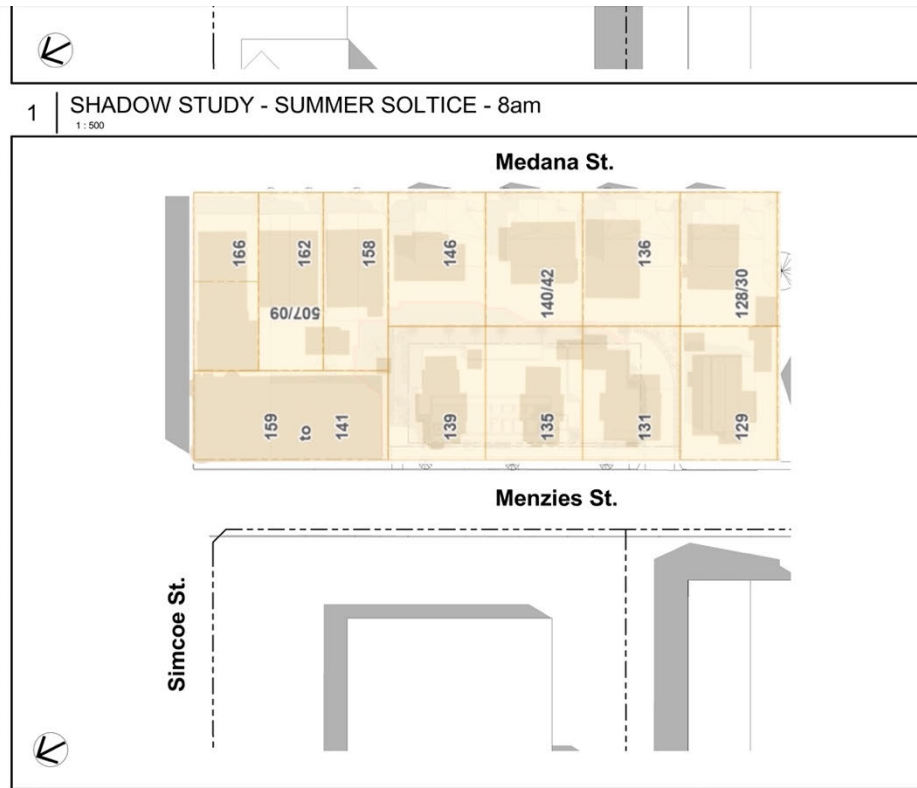 1 SHADOW STUDY - SUMMER SOLTICE - 8am
1 : 500
Medana St.
166
162
158
146
140/42
136
128/30
507/09
159
to
141
139
135
131
129
Menzies St.
Simcoe St.